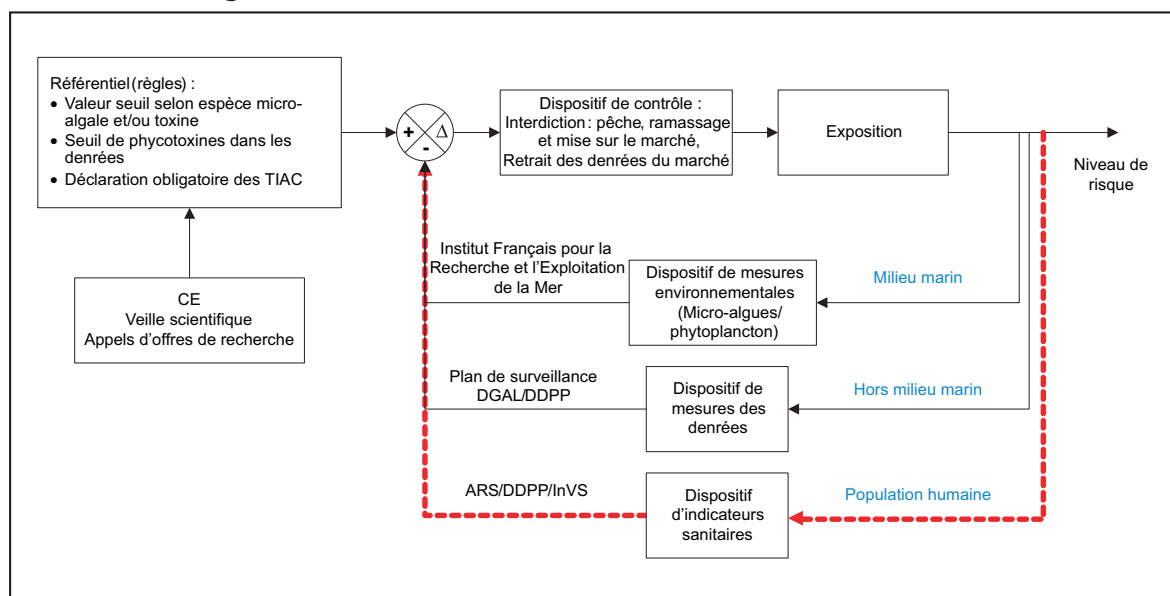 Référentiel (règles) :
• Valeur seuil selon espèce micro-
algale et/ou toxine
• Seuil de phycotoxines dans les
denrées
• Déclaration obligatoire des TIAC
CE
Veille scientifique
Appels d'offres de recherche
+ Δ
-
Dispositif de contrôle :
Interdiction : pêche, ramassage
et mise sur le marché,
Retrait des denrées du marché
Exposition
Niveau de
risque
Institut Français pour la
Recherche et l'Exploitation
de la Mer
Dispositif de mesures
environnementales
(Micro-algues/
phytoplancton)
Milieu marin
Plan de surveillance
DGAL/DDPP
Dispositif de
mesures des
denrées
Hors milieu marin
ARS/DDPP/InVS
Dispositif
d'indicateurs
sanitaires
Population humaine